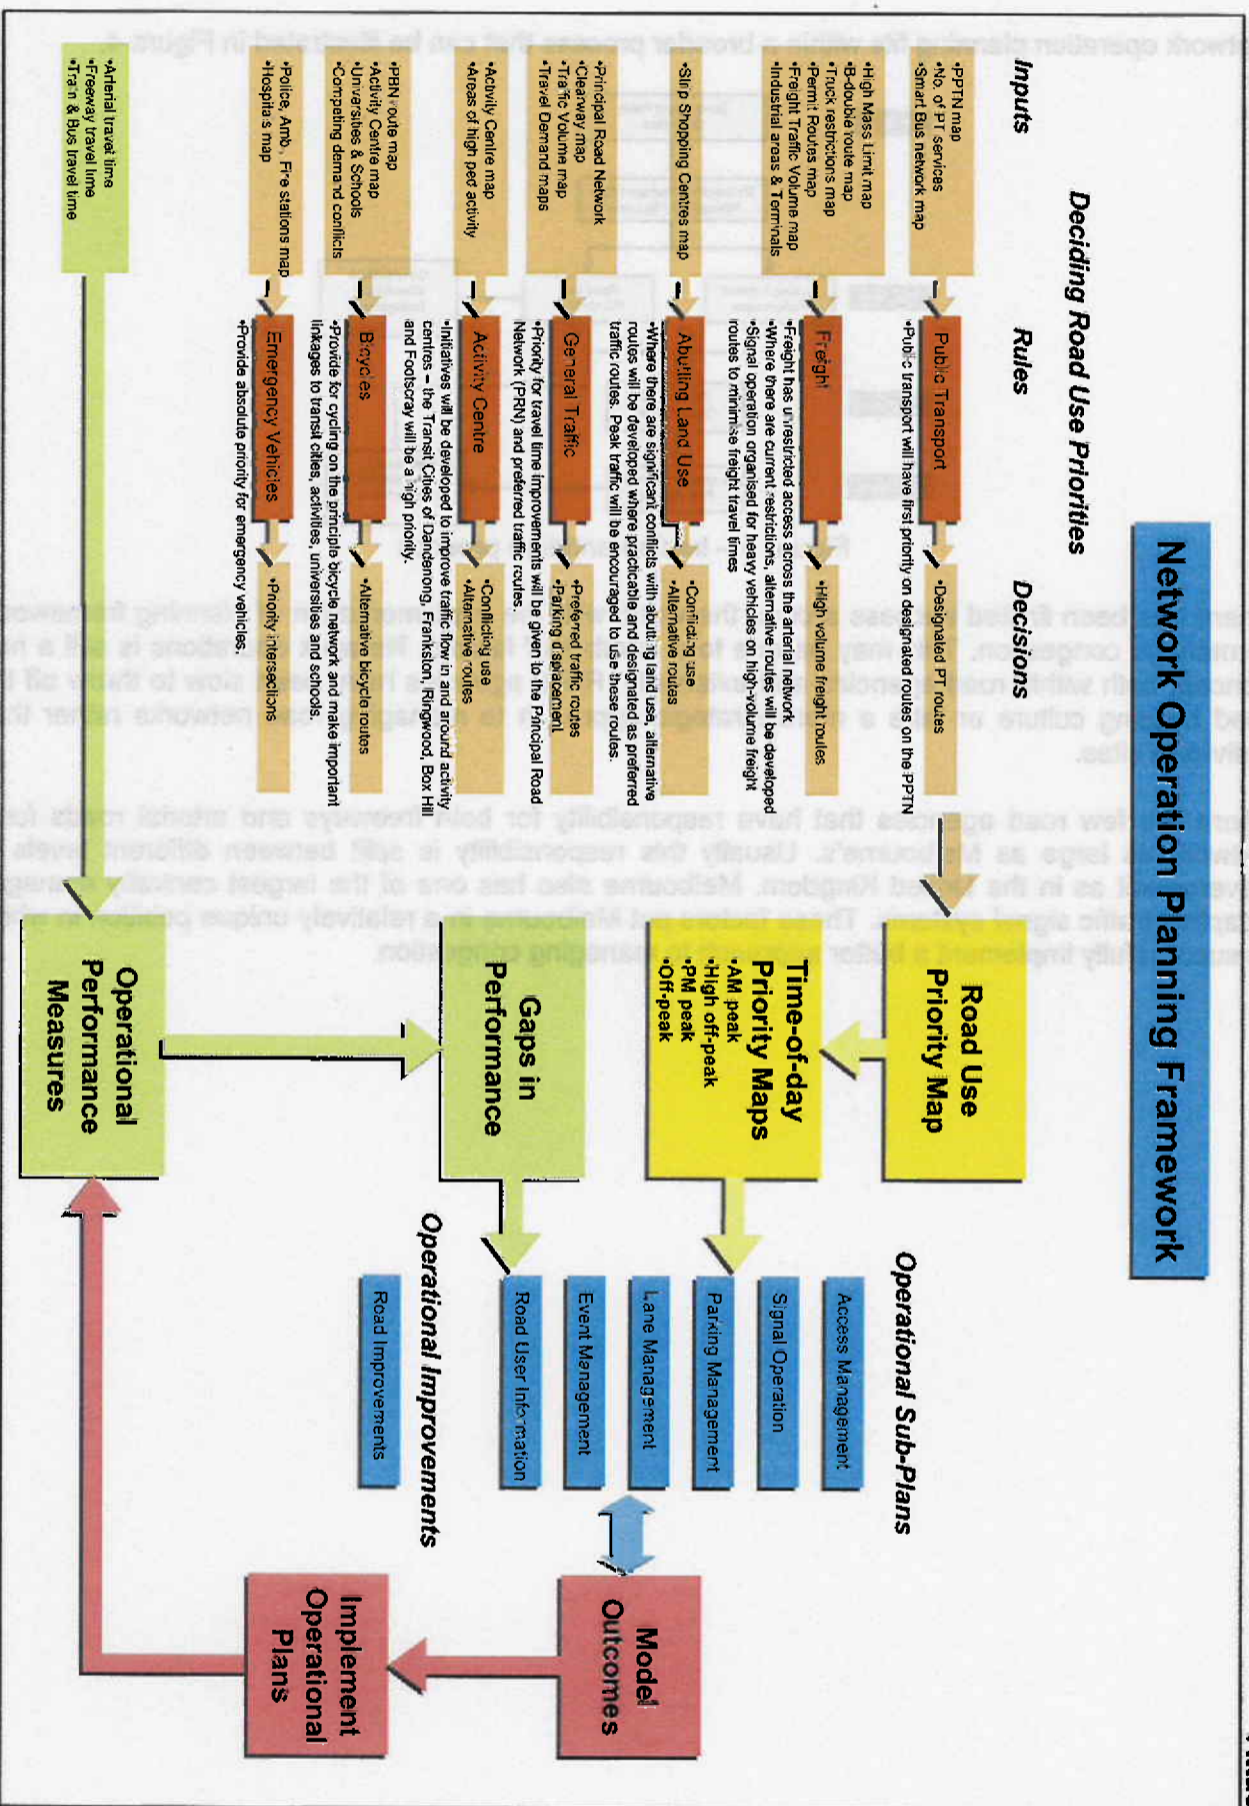 Network Operation Planning Framework
Deciding Road Use Priorities
Inputs
Rules
Decisions
•PPTN map
•No. of PT services
•Smart Bus network map
Public Transport
•Designated PT routes
•Public transport will have first priority on designated routes on the PPTN
•High Mass Limit map
•B-double route map
•Truck restrictions map
•Permit Routes map
•Freight Traffic Volume map
•Industrial areas & Terminals
Freight
•High volume freight routes
•Freight has unrestricted access across the arterial network
•Where there are current restrictions, alternative routes will be developed
•Signal operation organised for heavy vehicles on high-volume freight
routes to minimise freight travel times
•Strip Shopping Centres map
Abutting Land Use
•Conflicting use
•Alternative routes
•Where there are significant conflicts with abutting land use, alternative
routes will be developed where practicable and designated as preferred
traffic routes. Peak traffic will be encouraged to use these routes.
•Principal Road Network
•Clearway map
•Traffic Volume map
•Travel Demand maps
General Traffic
•Preferred traffic routes
•Parking displacement
•Priority for travel time improvements will be given to the Principal Road
Network (PRN) and preferred traffic routes.
•Activity Centre map
•Areas of high ped activity
Activity Centre
•Conflicting use
•Alternative routes
•Initiatives will be developed to improve traffic flow in and around activity
centres – the Transit Cities of Dandenong, Frankston, Ringwood, Box Hill
and Footscray will be a high priority.
•PBN route map
•Activity Centre map
•Universities & Schools
•Competing demand conflicts
Bicycles
•Alternative bicycle routes
•Provide for cycling on the principle bicycle network and make important
linkages to transit cities, activities, universities and schools.
•Police, Amb, Fire stations map
•Hospitals map
Emergency Vehicles
•Priority intersections
•Provide absolute priority for emergency vehicles.
•Arterial travel time
•Freeway travel time
•Train & Bus travel time
Road Use
Priority Map
Time-of-day
Priority Maps
•AM peak
•High off-peak
•PM peak
•Off-peak
Gaps in
Performance
Operational
Performance
Measures
Operational Sub-Plans
Access Management
Signal Operation
Parking Management
Lane Management
Event Management
Road User Information
Operational Improvements
Road Improvements
Model
Outcomes
Implement
Operational
Plans